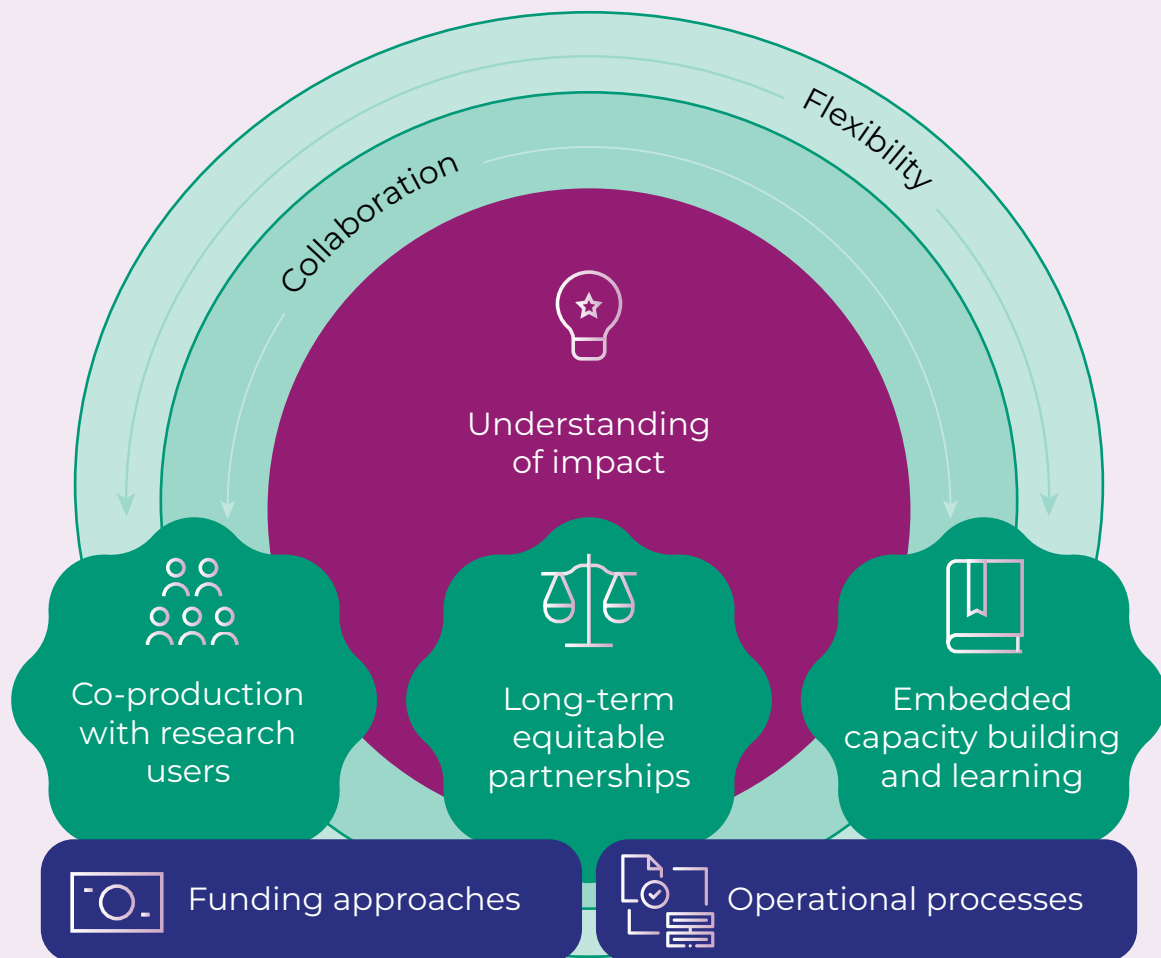 Flexibility
Collaboration
Understanding
of impact
Co-production
with research
users
Long-term
equitable
partnerships
Embedded
capacity building
and learning
Funding approaches
Operational processes